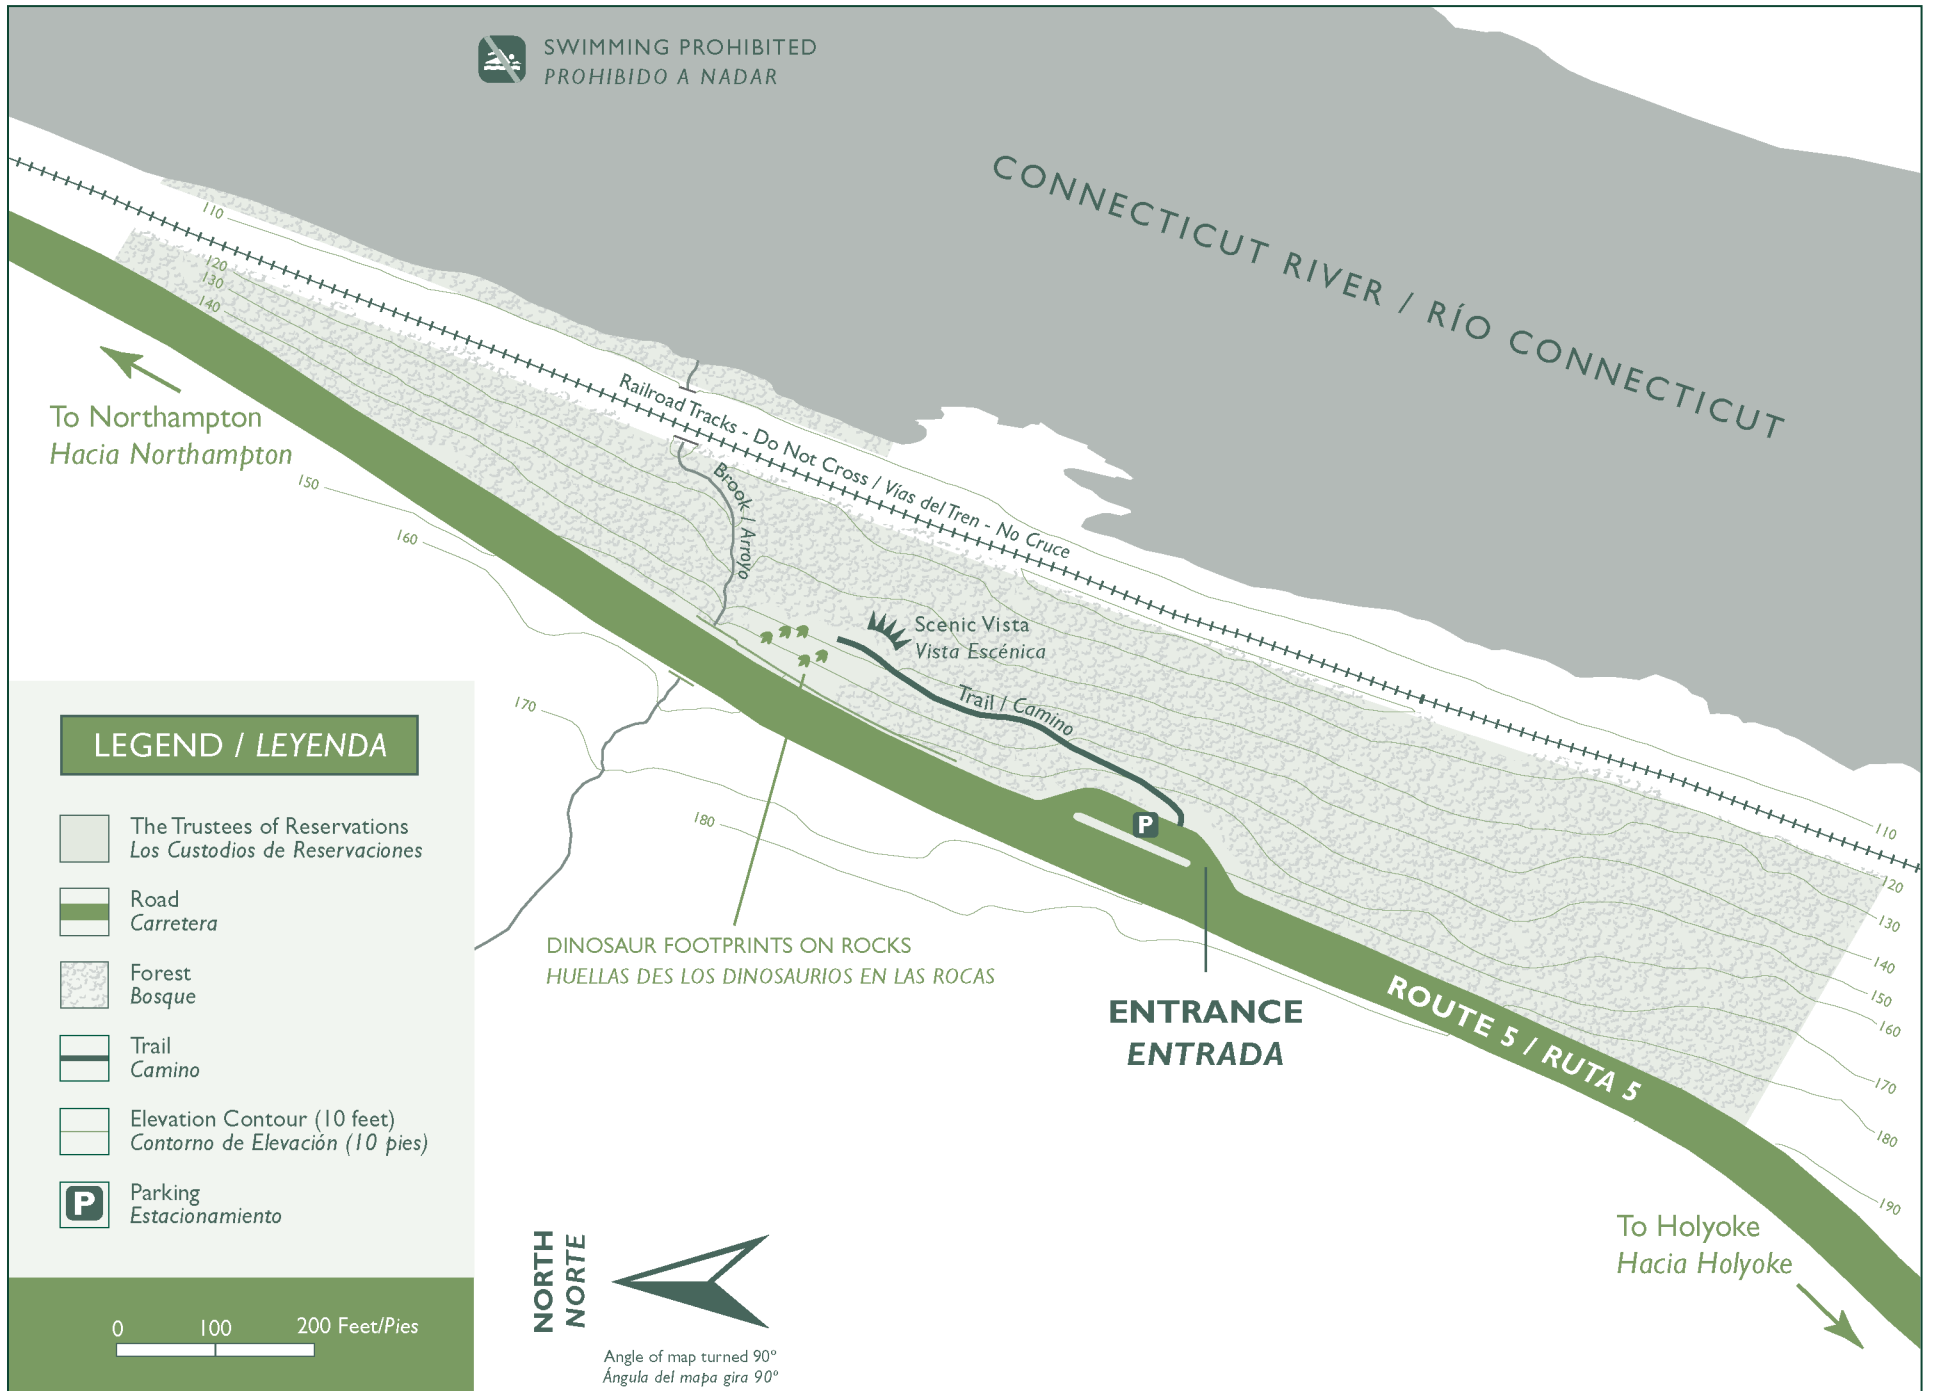 SWIMMING PROHIBITED
PROHIBIDO A NADAR
CONNECTICUT RIVER / RÍO CONNECTICUT
110
120
130
140
To Northampton
Hacia Northampton
150
160
170
180
Railroad Tracks - Do Not Cross / Vías del Tren - No Cruce
Brook / Arroyo
Scenic Vista
Vista Escénica
Trail / Camino
P
DINOSAUR FOOTPRINTS ON ROCKS
HUELLAS DES LOS DINOSAURIOS EN LAS ROCAS
ENTRANCE
ENTRADA
ROUTE 5 / RUTA 5
110
120
130
140
150
160
170
180
190
To Holyoke
Hacia Holyoke
LEGEND / LEYENDA
The Trustees of Reservations
Los Custodios de Reservaciones
Road
Carretera
Forest
Bosque
Trail
Camino
Elevation Contour (10 feet)
Contorno de Elevación (10 pies)
P
Parking
Estacionamiento
0 100 200 Feet/Pies
NORTH
NORTE
Angle of map turned 90º
Ángula del mapa gira 90º